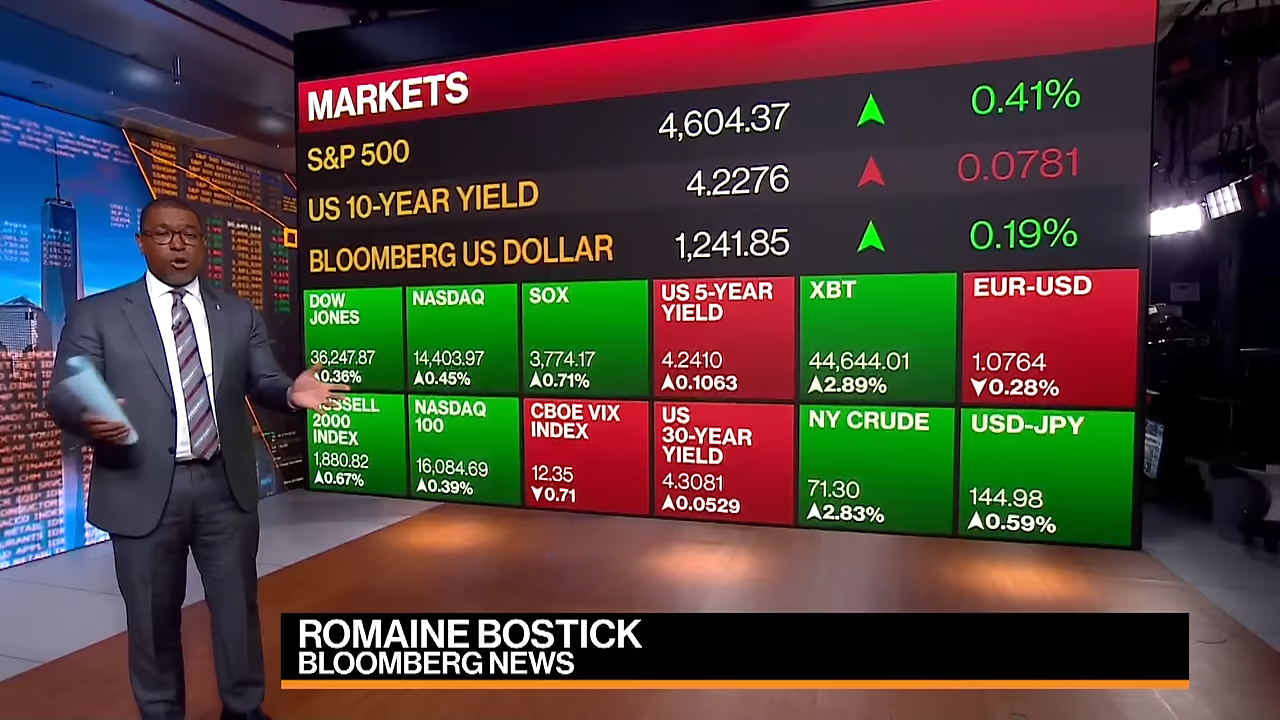 MARKETS
S&P 500 4,604.37 ▲ 0.41%
US 10-YEAR YIELD 4.2276 ▲ 0.0781
BLOOMBERG US DOLLAR 1,241.85 ▲ 0.19%
DOW
JONES
36,247.87
▲0.36%
NASDAQ
14,403.97
▲0.45%
SOX
3,774.17
▲0.71%
US 5-YEAR
YIELD
4.2410
▲0.1063
XBT
44,644.01
▲2.89%
EUR-USD
1.0764
▼0.28%
2000
INDEX
1,880.82
▲0.67%
NASDAQ
100
16,084.69
▲0.39%
CBOE VIX
INDEX
12.35
▼0.71
US
30-YEAR
YIELD
4.3081
▲0.0529
NY CRUDE
71.30
▲2.83%
USD-JPY
144.98
▲0.59%
ROMAINE BOSTICK
BLOOMBERG NEWS